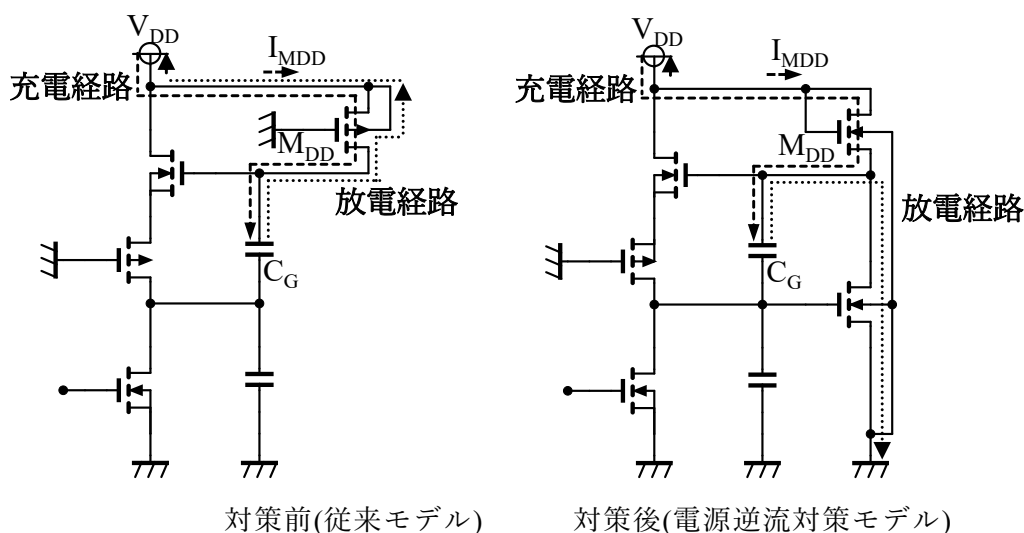 V_DD
I_MDD
充電経路
M_DD
放電経路
C_G
対策前(従来モデル)
V_DD
I_MDD
充電経路
M_DD
放電経路
C_G
対策後(電源逆流対策モデル)